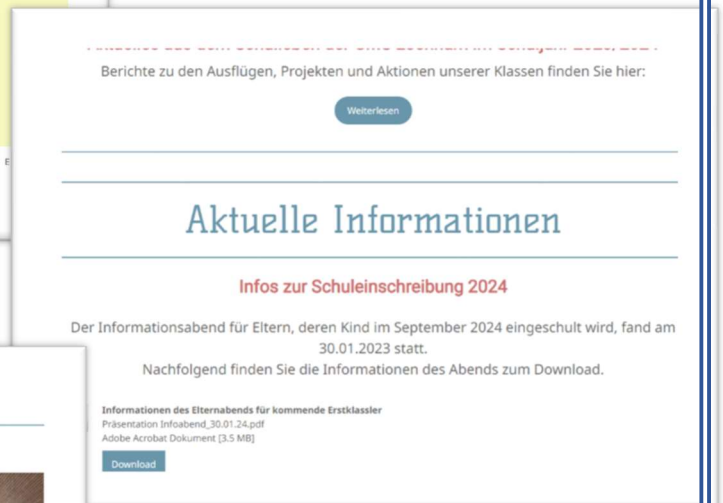 Berichte zu den Ausflügen, Projekten und Aktionen unserer Klassen finden Sie hier:
Weiterlesen
Aktuelle Informationen
Infos zur Schuleinschreibung 2024
Der Informationsabend für Eltern, deren Kind im September 2024 eingeschult wird, fand am
30.01.2023 statt.
Nachfolgend finden Sie die Informationen des Abends zum Download.
Informationen des Elternabends für kommende Erstklassler
Präsentation Infoabend_30.01.24.pdf
Adobe Acrobat Dokument [3.5 MB]
Download